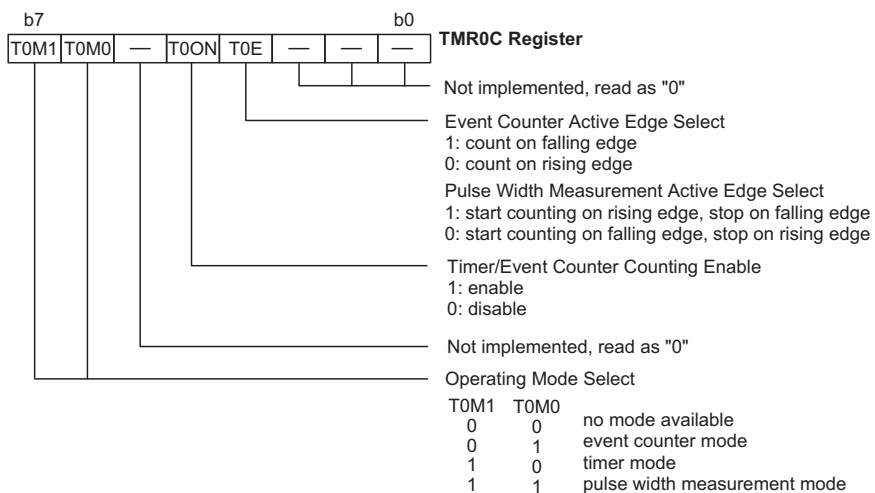 b7 b0
TMR0C Register
T0M1 T0M0 — T0ON T0E — — —
Not implemented, read as "0"
Event Counter Active Edge Select
1: count on falling edge
0: count on rising edge
Pulse Width Measurement Active Edge Select
1: start counting on rising edge, stop on falling edge
0: start counting on falling edge, stop on rising edge
Timer/Event Counter Counting Enable
1: enable
0: disable
Not implemented, read as "0"
Operating Mode Select
T0M1 T0M0
0 0 no mode available
0 1 event counter mode
1 0 timer mode
1 1 pulse width measurement mode